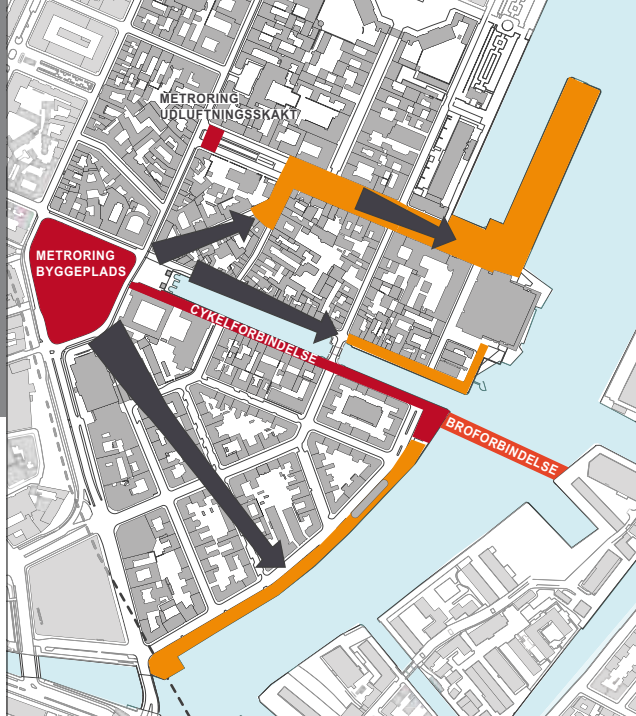 METRORING
UDLUFTNINGSSKAKT
METRORING
BYGGEPLADS
CYKELFORBINDELSE
BROFORBINDELSE